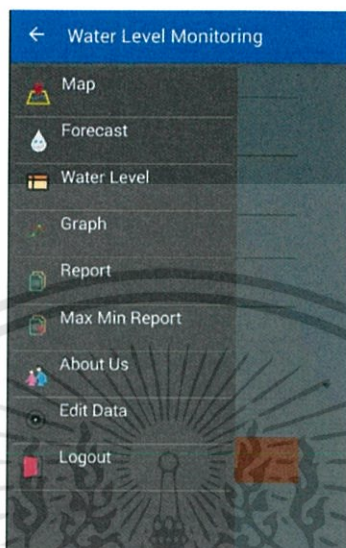 Water Level Monitoring
Map
Forecast
Water Level
Graph
Report
Max Min Report
About Us
Edit Data
Logout